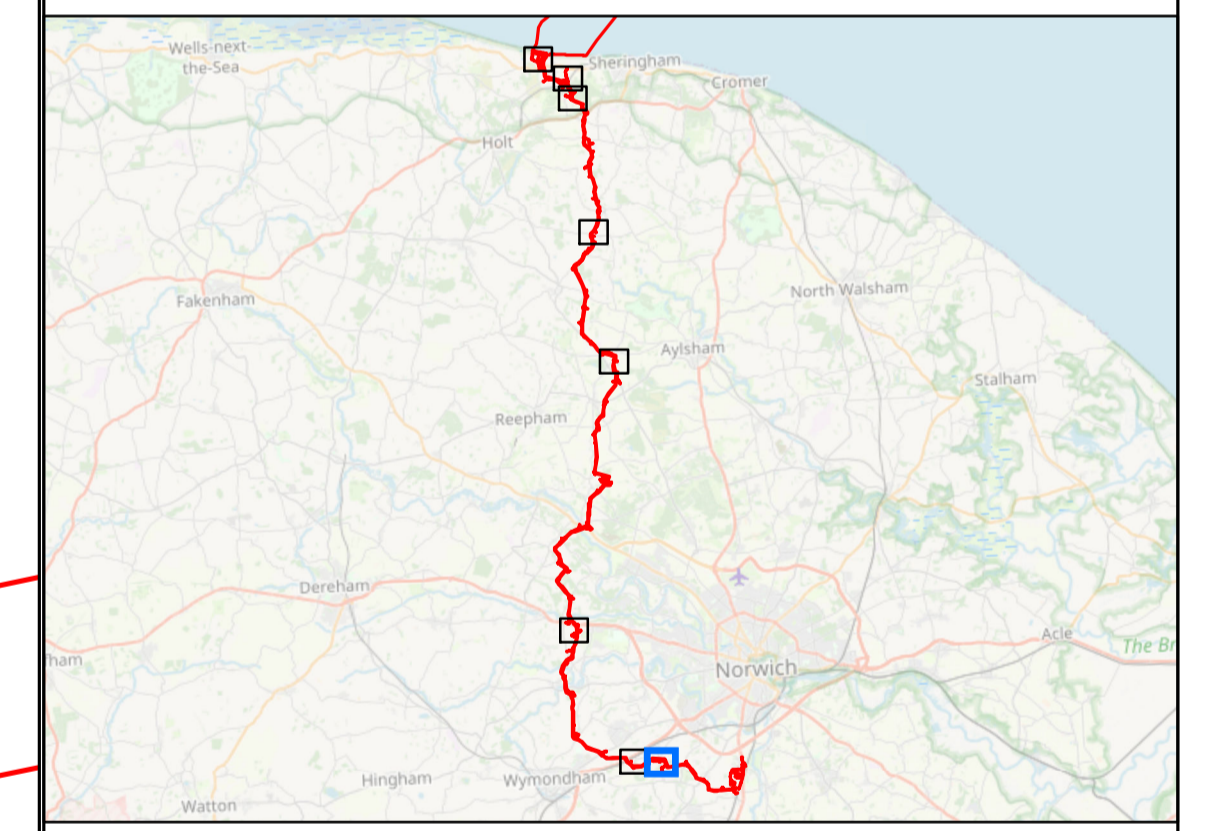 Wells-next-
the-Sea
Sheringham
Cromer
Holt
Fakenham
North Walsham
Aylsham
Stalham
Reepham
Dereham
Acle
The Br
fham
Norwich
Hingham
Wymondham
Watton